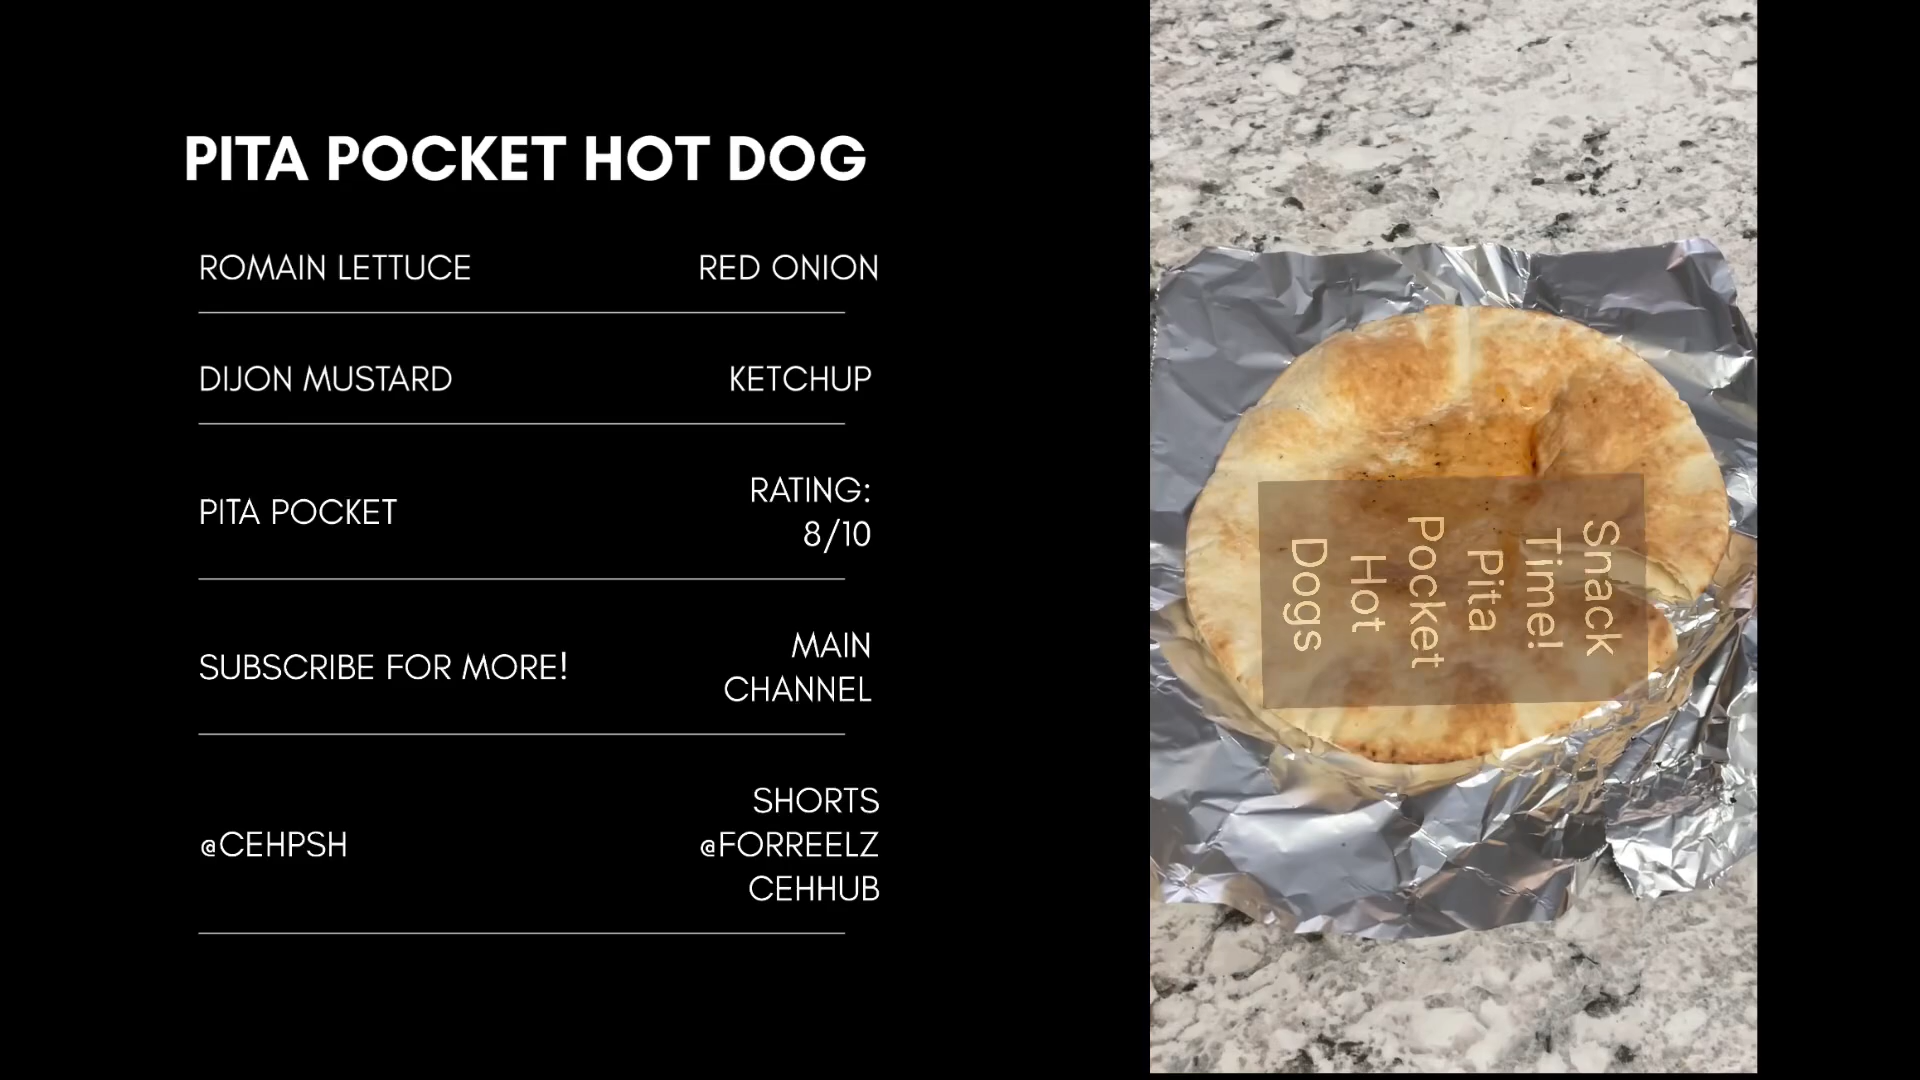 PITA POCKET HOT DOG
ROMAIN LETTUCE
RED ONION
DIJON MUSTARD
KETCHUP
PITA POCKET
RATING:
8/10
SUBSCRIBE FOR MORE!
MAIN
CHANNEL
@CEHPSH
SHORTS
@FORREELZ
CEHHUB
Snack
Time!
Pita
Pocket
Hot
Dogs